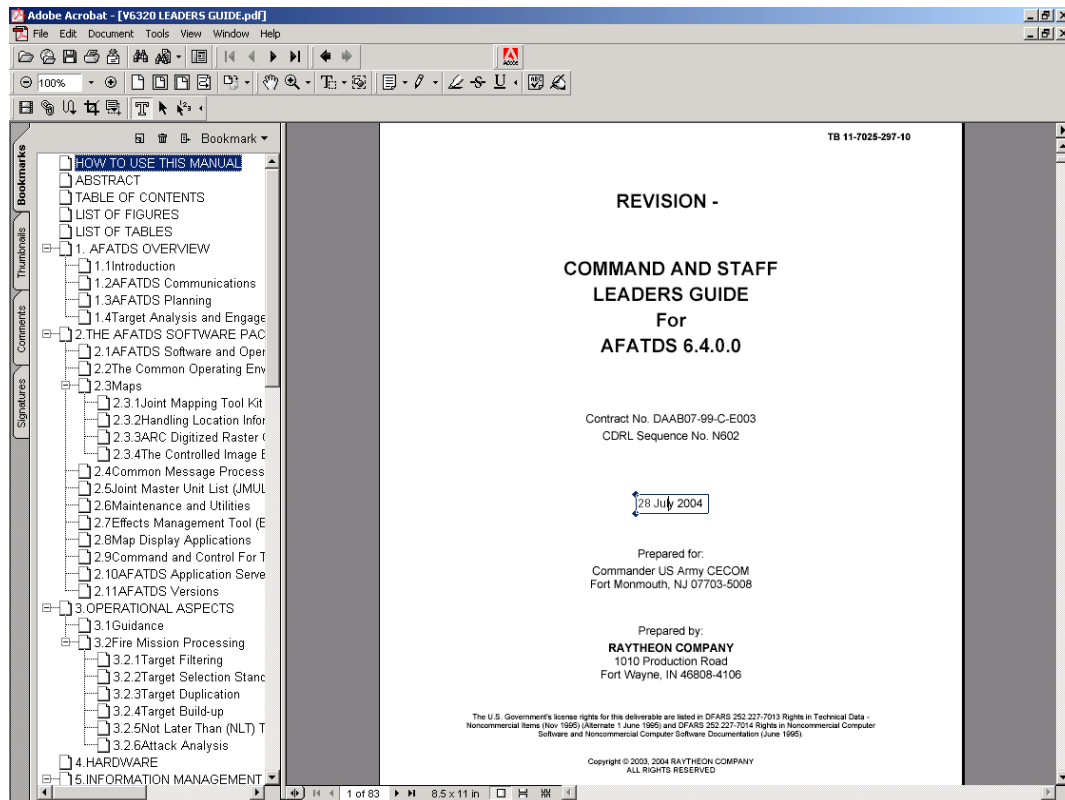 Adobe Acrobat - [V6320 LEADERS GUIDE.pdf]
File Edit Document Tools View Window Help
Adobe
100%
Bookmark
Bookmarks
Thumbnails
Comments
Signatures
HOW TO USE THIS MANUAL
ABSTRACT
TABLE OF CONTENTS
LIST OF FIGURES
LIST OF TABLES
1. AFATDS OVERVIEW
1.1Introduction
1.2AFATDS Communications
1.3AFATDS Planning
1.4Target Analysis and Engage
2.THE AFATDS SOFTWARE PAC
2.1AFATDS Software and Oper
2.2The Common Operating Env
2.3Maps
2.3.1Joint Mapping Tool Kit
2.3.2Handling Location Infor
2.3.3ARC Digitized Raster
2.3.4The Controlled Image
2.4Common Message Process
2.5Joint Master Unit List (JMUL
2.6Maintenance and Utilities
2.7Effects Management Tool (E
2.8Map Display Applications
2.9Command and Control For T
2.10AFATDS Application Serve
2.11AFATDS Versions
3.OPERATIONAL ASPECTS
3.1Guidance
3.2Fire Mission Processing
3.2.1Target Filtering
3.2.2Target Selection Stand
3.2.3Target Duplication
3.2.4Target Build-up
3.2.5Not Later Than (NLT) T
3.2.6Attack Analysis
4.HARDWARE
5.INFORMATION MANAGEMENT
TB 11-7025-297-10
REVISION -
COMMAND AND STAFF
LEADERS GUIDE
For
AFATDS 6.4.0.0
Contract No. DAAB07-99-C-E003
CDRL Sequence No. N602
28 July 2004
Prepared for:
Commander US Army CECOM
Fort Monmouth, NJ 07703-5008
Prepared by:
RAYTHEON COMPANY
1010 Production Road
Fort Wayne, IN 46808-4106
The U.S. Government's license rights for this deliverable are listed in DFARS 252.227-7013 Rights in Technical Data -
Noncommercial Items (Nov 1995) (Alternate 1 June 1995) and DFARS 252.227-7014 Rights in Noncommercial Computer
Software and Noncommercial Computer Software Documentation (June 1995).
Copyright © 2003, 2004 RAYTHEON COMPANY
ALL RIGHTS RESERVED
1 of 83
8.5 x 11 in